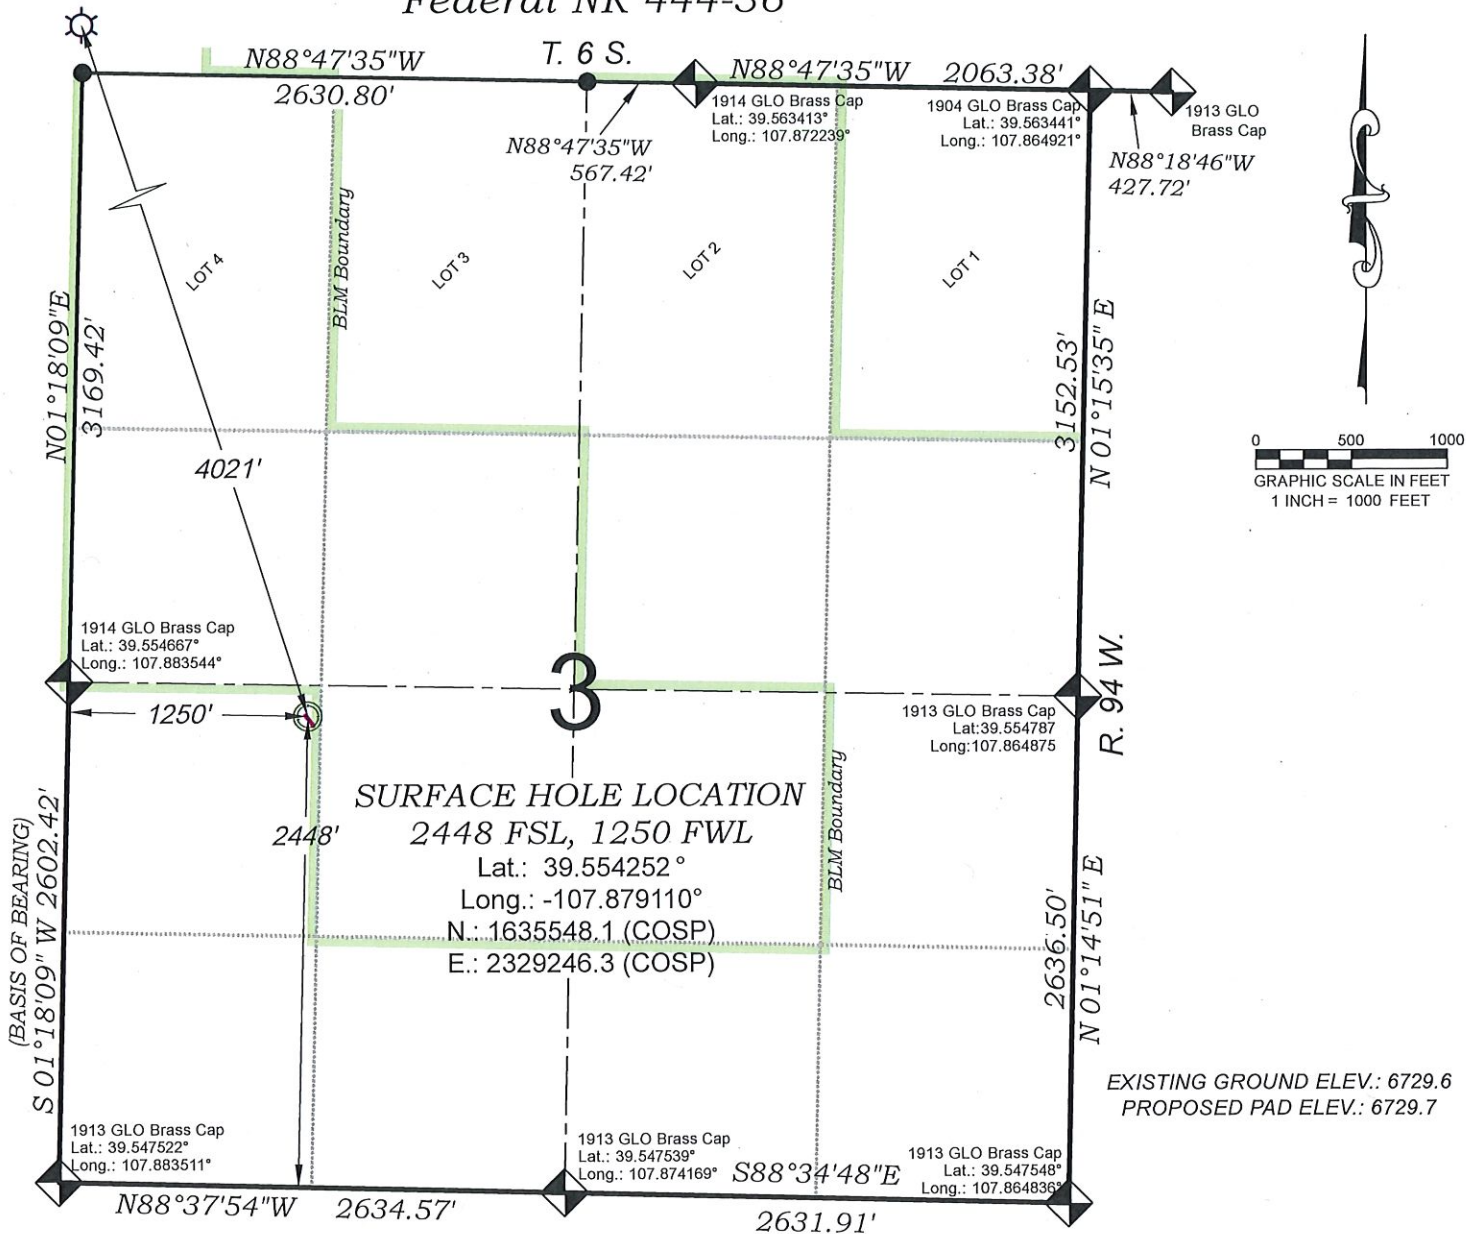 Federal NR 444-36
T. 6 S.
N88°47'35"W
2630.80'
N88°47'35"W 2063.38'
1914 GLO Brass Cap
Lat.: 39.563413°
Long.: 107.872239°
1904 GLO Brass Cap
Lat.: 39.563441°
Long.: 107.864921°
1913 GLO
Brass Cap
N88°47'35"W
567.42'
N88°18'46"W
427.72'
BLM Boundary
LOT 4
LOT 3
LOT 2
LOT 1
N01°18'09"E
3169.42'
3152.53'
N 01°15'35" E
4021'
0 500 1000
GRAPHIC SCALE IN FEET
1 INCH = 1000 FEET
1914 GLO Brass Cap
Lat.: 39.554667°
Long.: 107.883544°
1250'
3
1913 GLO Brass Cap
Lat:39.554787
Long:107.864875
R. 94 W.
SURFACE HOLE LOCATION
2448 FSL, 1250 FWL
Lat.: 39.554252°
Long.: -107.879110°
N.: 1635548.1 (COSP)
E.: 2329246.3 (COSP)
2448'
BLM Boundary
(BASIS OF BEARING)
S 01°18'09" W 2602.42'
2636.50'
N 01°14'51" E
EXISTING GROUND ELEV.: 6729.6
PROPOSED PAD ELEV.: 6729.7
1913 GLO Brass Cap
Lat.: 39.547522°
Long.: 107.883511°
1913 GLO Brass Cap
Lat.: 39.547539°
Long.: 107.874169°
1913 GLO Brass Cap
Lat.: 39.547548°
Long.: 107.864836°
N88°37'54"W 2634.57'
S88°34'48"E
2631.91'